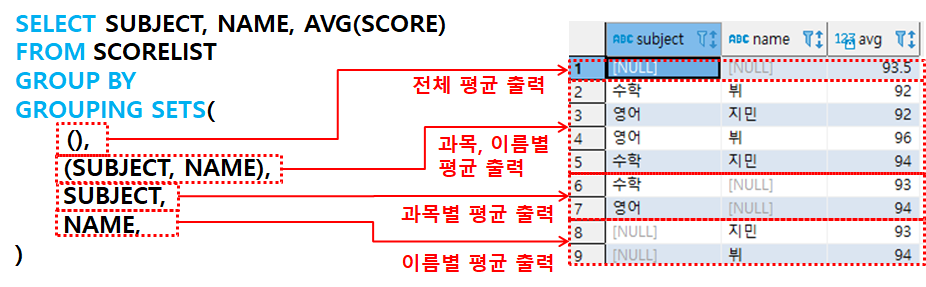 SELECT SUBJECT, NAME, AVG(SCORE)
FROM SCORELIST
GROUP BY
GROUPING SETS(
(),
(SUBJECT, NAME),
SUBJECT,
NAME,
)
전체 평균 출력
과목, 이름별
평균 출력
과목별 평균 출력
이름별 평균 출력
ABC subject ABC name 123 avg
1 [NULL] [NULL] 93.5
2 수학 뷔 92
3 영어 지민 92
4 영어 뷔 96
5 수학 지민 94
6 수학 [NULL] 93
7 영어 [NULL] 94
8 [NULL] 지민 93
9 [NULL] 뷔 94